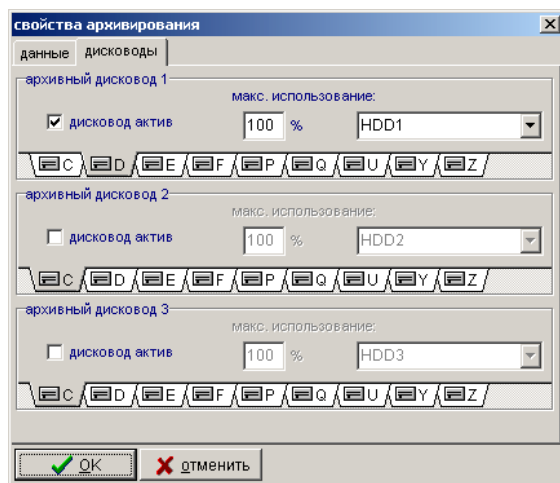 свойства архивирования
данные дисководы
архивный дисковод 1
макс. использование:
дисковод актив 100 % HDD1
C D E F P Q U Y Z
архивный дисковод 2
макс. использование:
дисковод актив 100 % HDD2
C D E F P Q U Y Z
архивный дисковод 3
макс. использование:
дисковод актив 100 % HDD3
C D E F P Q U Y Z
OK отменить